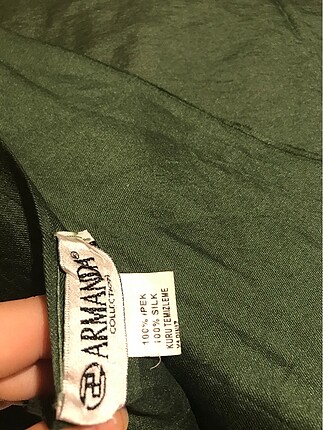 ARMANDA®
COLLECTION
100% İPEK
100% SILK
KURU TEMİZLEME